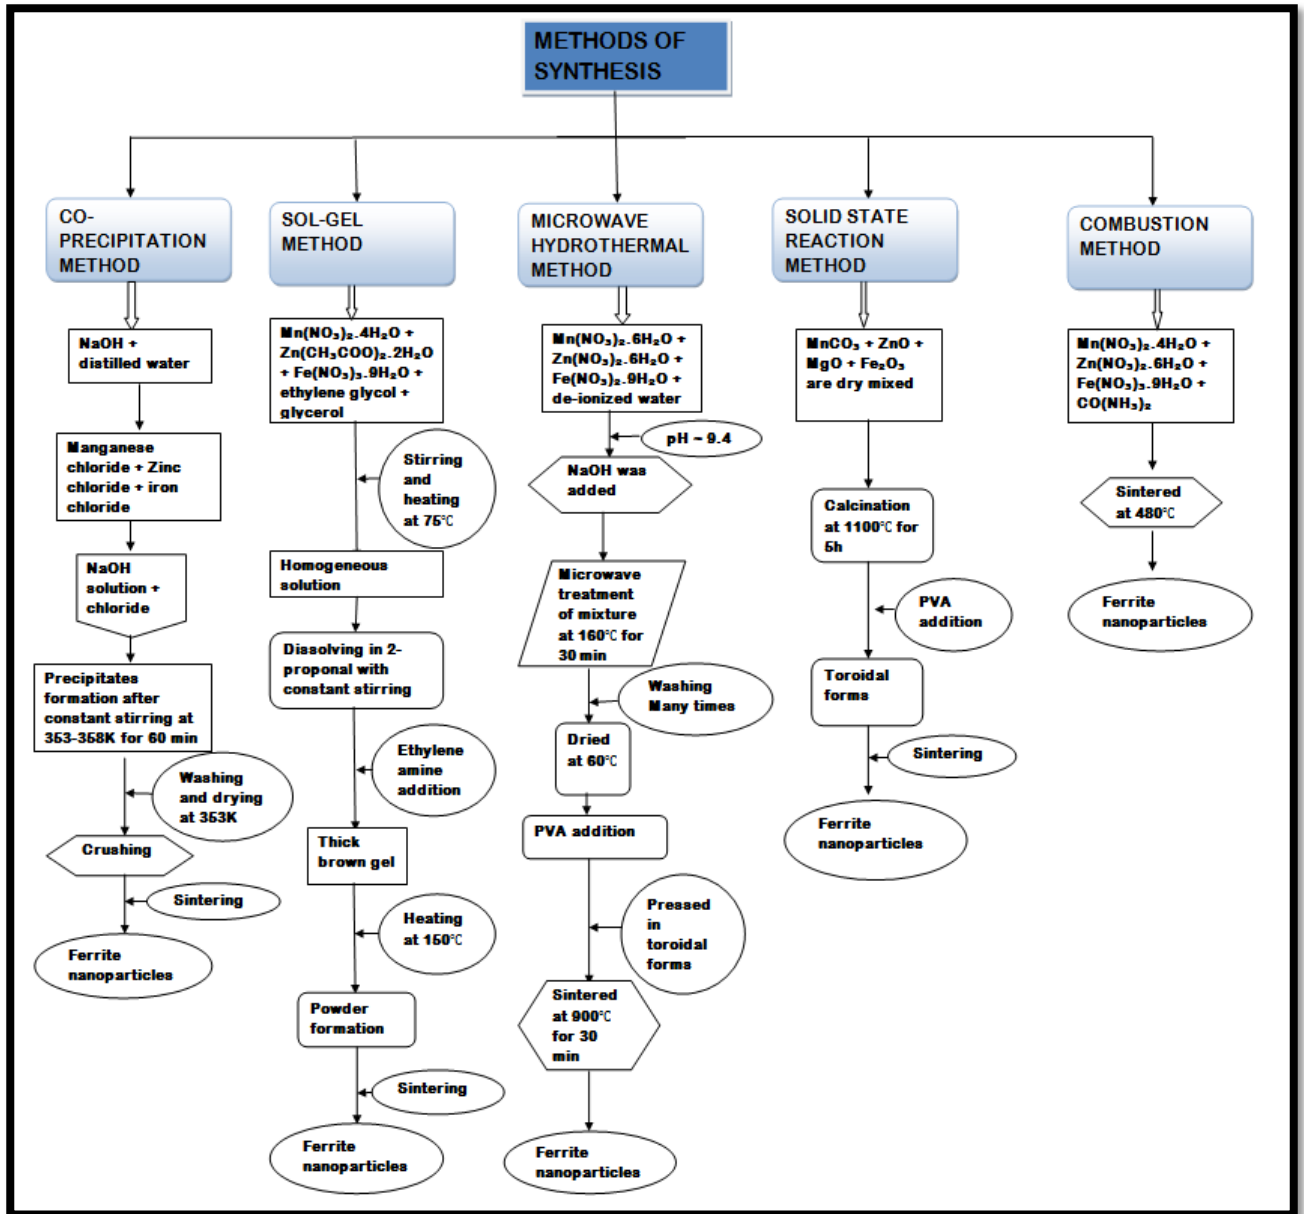 METHODS OF
SYNTHESIS
CO-
PRECIPITATION
METHOD
NaOH +
distilled water
Manganese
chloride + Zinc
chloride + iron
chloride
NaOH
solution +
chloride
Precipitates
formation after
constant stirring at
353-358K for 60 min
Washing
and drying
at 353K
Crushing
Sintering
Ferrite
nanoparticles
SOL-GEL
METHOD
Mn(NO₃)₂.4H₂O +
Zn(CH₃COO)₂.2H₂O
+ Fe(NO₃)₃.9H₂O +
ethylene glycol +
glycerol
Stirring
and
heating
at 75℃
Homogeneous
solution
Dissolving in 2-
proponal with
constant stirring
Ethylene
amine
addition
Thick
brown gel
Heating
at 150℃
Powder
formation
Sintering
Ferrite
nanoparticles
MICROWAVE
HYDROTHERMAL
METHOD
Mn(NO₃)₂.6H₂O +
Zn(NO₃)₂.6H₂O +
Fe(NO₃)₂.9H₂O +
de-ionized water
pH ~ 9.4
NaOH was
added
Microwave
treatment
of mixture
at 160℃ for
30 min
Washing
Many times
Dried
at 60℃
PVA addition
Pressed
in
toroidal
forms
Sintered
at 900℃
for 30
min
Ferrite
nanoparticles
SOLID STATE
REACTION
METHOD
MnCO₃ + ZnO +
MgO + Fe₂O₃
are dry mixed
Calcination
at 1100℃ for
5h
PVA
addition
Toroidal
forms
Sintering
Ferrite
nanoparticles
COMBUSTION
METHOD
Mn(NO₃)₂.4H₂O +
Zn(NO₃)₂.6H₂O +
Fe(NO₃)₃.9H₂O +
CO(NH₃)₂
Sintered
at 480℃
Ferrite
nanoparticles